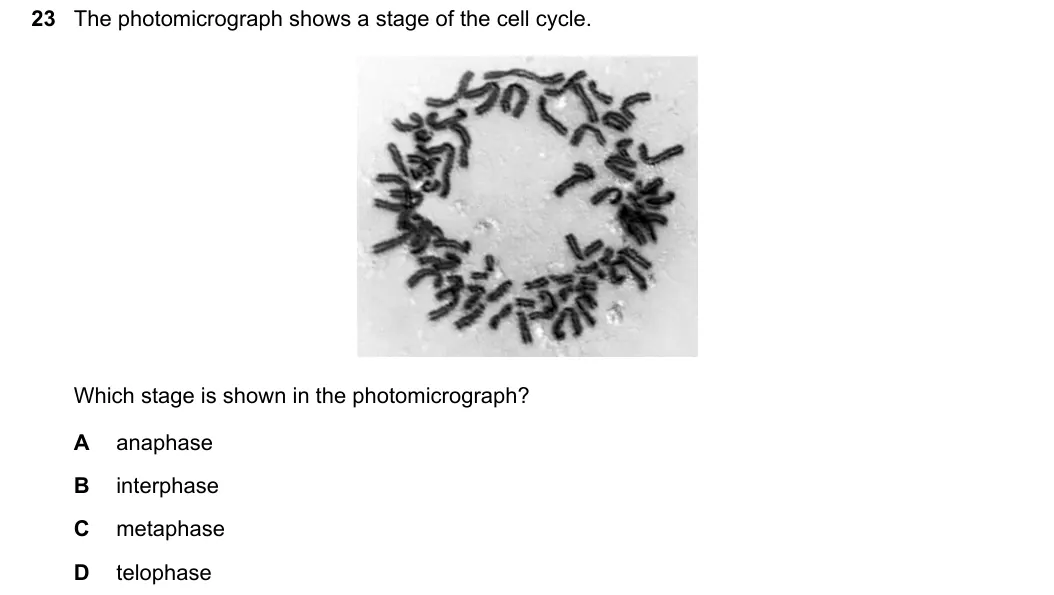 23 The photomicrograph shows a stage of the cell cycle.
Which stage is shown in the photomicrograph?
A anaphase
B interphase
C metaphase
D telophase